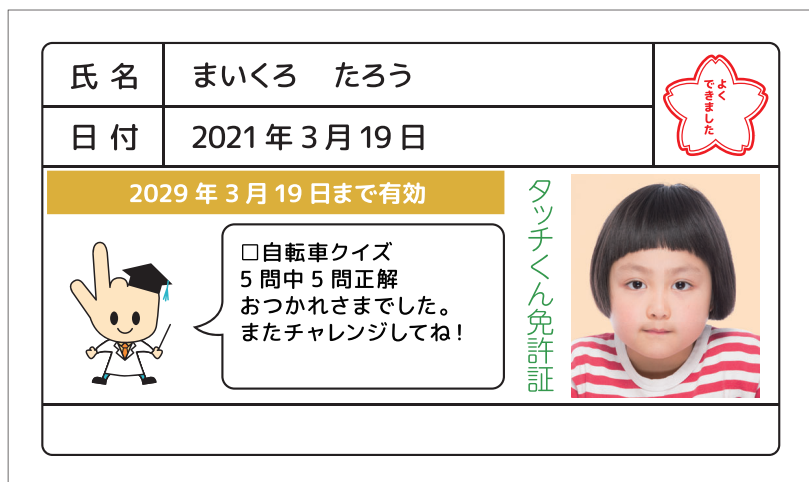 氏名 まいくろ たろう
よく
できました
日付 2021年3月19日
2029年3月19日まで有効
□自転車クイズ
5問中5問正解
おつかれさまでした。
またチャレンジしてね!
タッチくん免許証